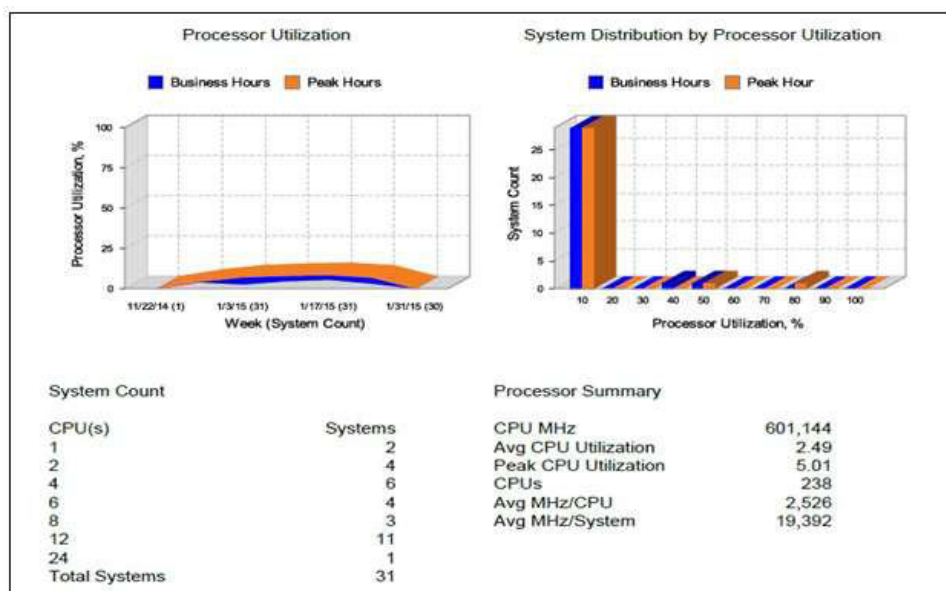 Processor Utilization
Business Hours Peak Hours
Processor Utilization, %
100
75
50
25
0
11/22/14 (1) 1/3/15 (31) 1/17/15 (31) 1/31/15 (30)
Week (System Count)
System Distribution by Processor Utilization
Business Hours Peak Hour
System Count
25
20
15
10
5
0
10 20 30 40 50 60 70 80 90 100
Processor Utilization, %
System Count
CPU(s) Systems
1 2
2 4
4 6
6 4
8 3
12 11
24 1
Total Systems 31
Processor Summary
CPU MHz 601,144
Avg CPU Utilization 2.49
Peak CPU Utilization 5.01
CPUs 238
Avg MHz/CPU 2,526
Avg MHz/System 19,392